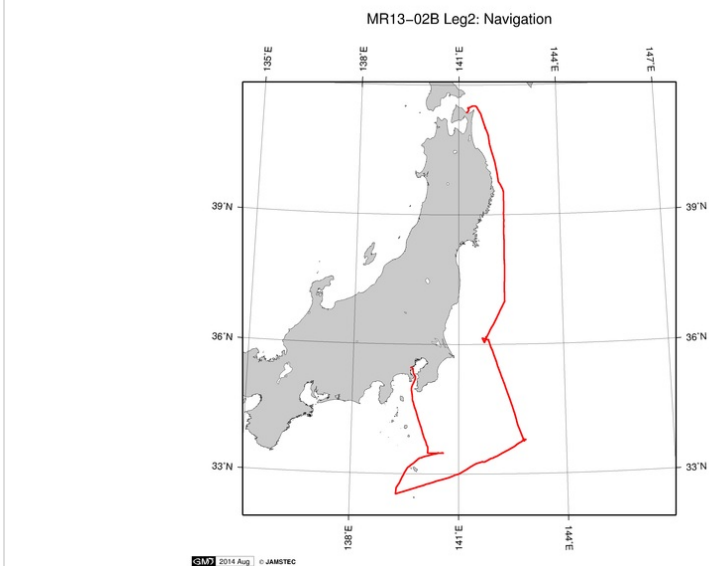 MR13−02B Leg2: Navigation
135°E 138°E 141°E 144°E 147°E
39°N 39°N
36°N 36°N
33°N 33°N
138°E 141°E 144°E
GMD 2014 Aug © JAMSTEC